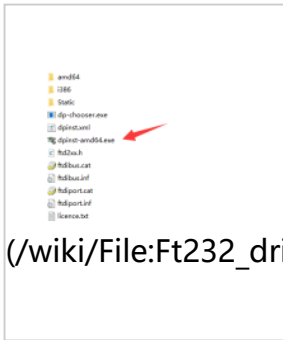 amd64
i386
Static
dp-chooser.exe
dpinst.xml
dpinst-amd64.exe
ftd2xx.h
ftdibus.cat
ftdibus.inf
ftdiport.cat
ftdiport.inf
licence.txt
(/wiki/File:Ft232_dri